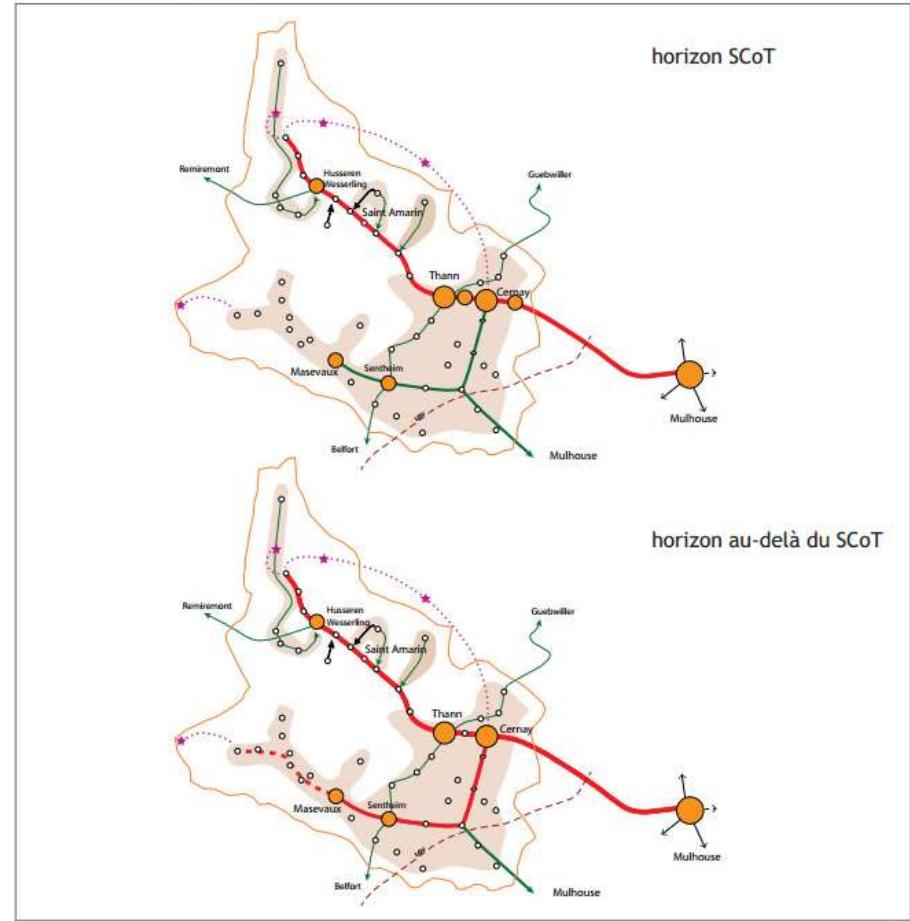 horizon SCoT
Remiremont
Husseren
Wesserling
Guebwiller
Saint Amarin
Thann
Cernay
Masevaux
Sentheim
Mulhouse
Belfort
Mulhouse
horizon au-delà du SCoT
Remiremont
Husseren
Wesserling
Guebwiller
Saint Amarin
Thann
Cernay
Masevaux
Sentheim
Mulhouse
Belfort
Mulhouse